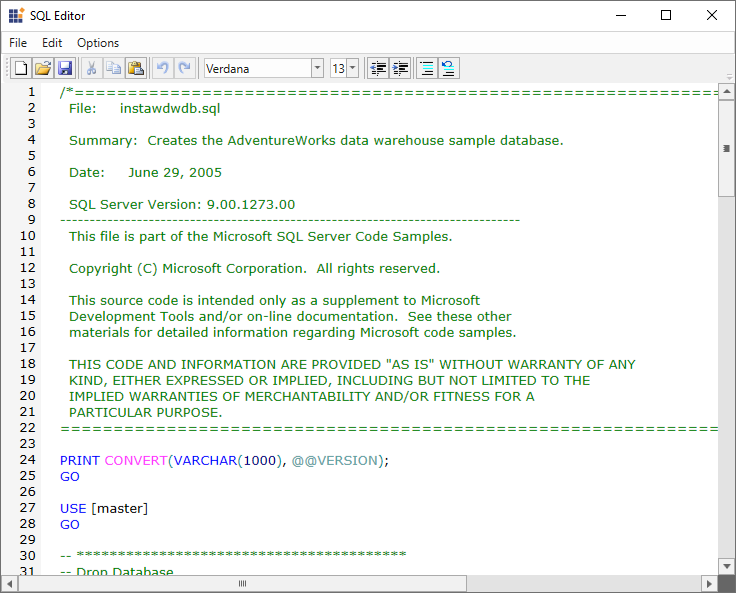 SQL Editor
File Edit Options
Verdana 13
1 /*==============================================================================
2 File: instawdwdb.sql
3
4 Summary: Creates the AdventureWorks data warehouse sample database.
5
6 Date: June 29, 2005
7
8 SQL Server Version: 9.00.1273.00
9 ------------------------------------------------------------------------------
10 This file is part of the Microsoft SQL Server Code Samples.
11
12 Copyright (C) Microsoft Corporation. All rights reserved.
13
14 This source code is intended only as a supplement to Microsoft
15 Development Tools and/or on-line documentation. See these other
16 materials for detailed information regarding Microsoft code samples.
17
18 THIS CODE AND INFORMATION ARE PROVIDED "AS IS" WITHOUT WARRANTY OF ANY
19 KIND, EITHER EXPRESSED OR IMPLIED, INCLUDING BUT NOT LIMITED TO THE
20 IMPLIED WARRANTIES OF MERCHANTABILITY AND/OR FITNESS FOR A
21 PARTICULAR PURPOSE.
22 ==============================================================================
23
24 PRINT CONVERT(VARCHAR(1000), @@VERSION);
25 GO
26
27 USE [master]
28 GO
29
30 -- ****************************************
31 -- Drop Database